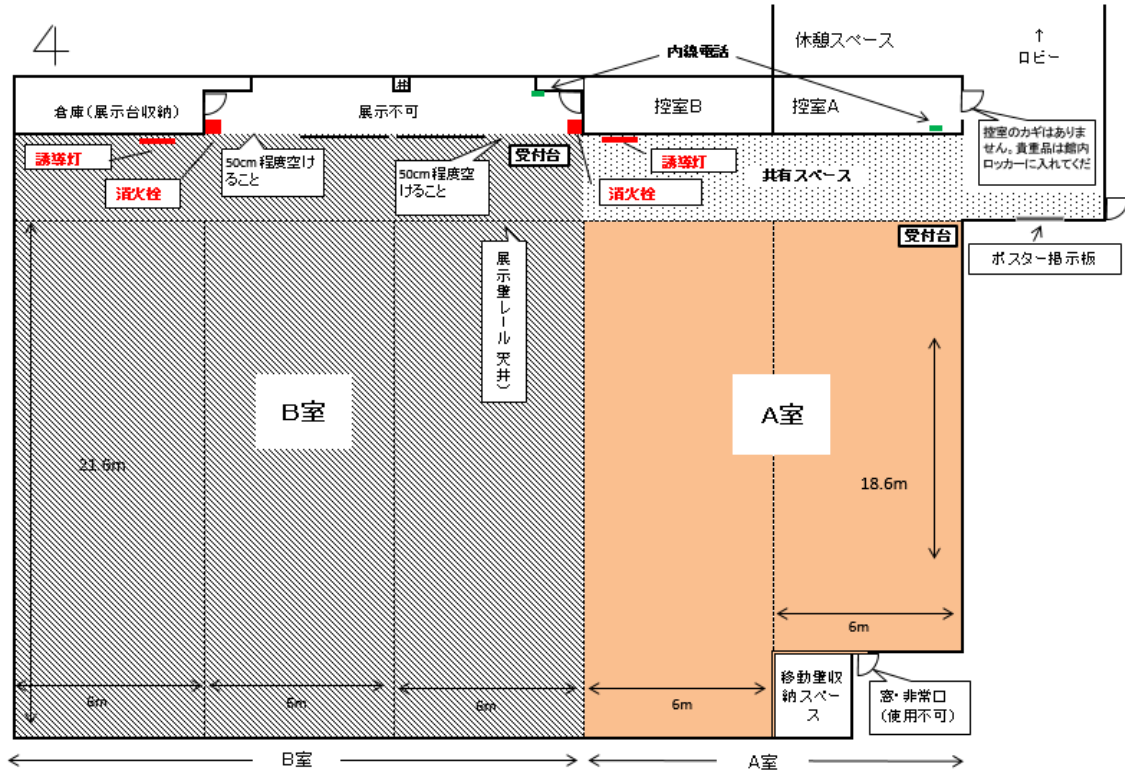 4
休憩スペース
↑
ロビー
内線電話
井
倉庫(展示台収納)
展示不可
控室B
控室A
控室のカギはありま
せん。貴重品は館内
ロッカーに入れてくだ
誘導灯
50cm程度空け
ること
50cm程度空
けること
受付台
誘導灯
消火栓
消火栓
共有スペース
受付台
ポスター掲示板
展示壁レール(天井)
B室
A室
21.6m
18.6m
6m
6m
6m
6m
6m
移動壁収
納スペー
ス
窓・非常口
(使用不可)
B室
A室